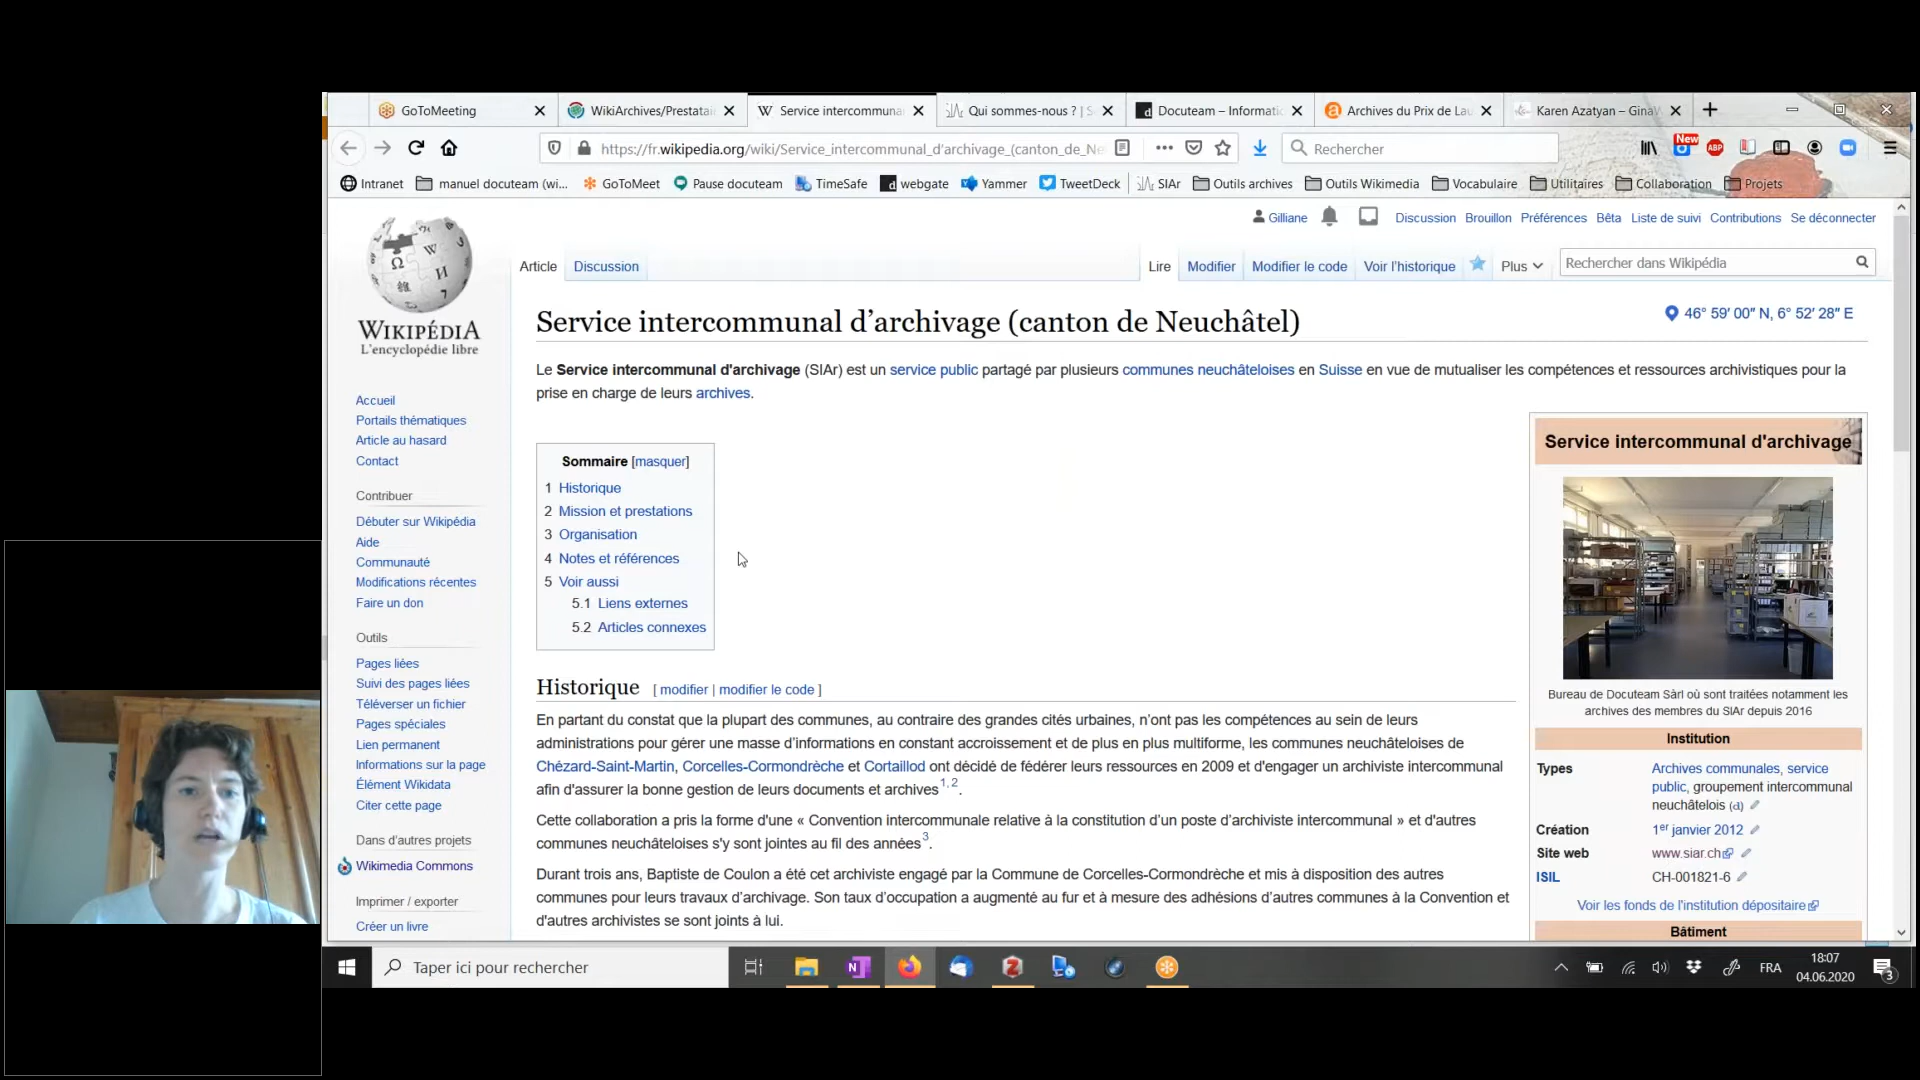 GoToMeeting
WikiArchives/Prestatai
Service intercommuna
Qui sommes-nous ? | S
Docuteam – Informatic
Archives du Prix de Lau
Karen Azatyan – GinaW
https://fr.wikipedia.org/wiki/Service_intercommunal_d'archivage_(canton_de_Ne
Rechercher
New
ABP
Intranet
manuel docuteam (wi...
GoToMeet
Pause docuteam
TimeSafe
webgate
Yammer
TweetDeck
SIAr
Outils archives
Outils Wikimedia
Vocabulaire
Utilitaires
Collaboration
Projets
Gilliane
Discussion
Brouillon
Préférences
Bêta
Liste de suivi
Contributions
Se déconnecter
Article
Discussion
Lire
Modifier
Modifier le code
Voir l'historique
Plus
Rechercher dans Wikipédia
WIKIPÉDIA
L'encyclopédie libre
Accueil
Portails thématiques
Article au hasard
Contact
Contribuer
Débuter sur Wikipédia
Aide
Communauté
Modifications récentes
Faire un don
Outils
Pages liées
Suivi des pages liées
Téléverser un fichier
Pages spéciales
Lien permanent
Informations sur la page
Élément Wikidata
Citer cette page
Dans d'autres projets
Wikimedia Commons
Imprimer / exporter
Créer un livre
Service intercommunal d'archivage (canton de Neuchâtel)
46° 59′ 00″ N, 6° 52′ 28″ E
Le Service intercommunal d'archivage (SIAr) est un service public partagé par plusieurs communes neuchâteloises en Suisse en vue de mutualiser les compétences et ressources archivistiques pour la
prise en charge de leurs archives.
Sommaire [masquer]
1 Historique
2 Mission et prestations
3 Organisation
4 Notes et références
5 Voir aussi
5.1 Liens externes
5.2 Articles connexes
Historique [ modifier | modifier le code ]
En partant du constat que la plupart des communes, au contraire des grandes cités urbaines, n'ont pas les compétences au sein de leurs
administrations pour gérer une masse d'informations en constant accroissement et de plus en plus multiforme, les communes neuchâteloises de
Chézard-Saint-Martin, Corcelles-Cormondrèche et Cortaillod ont décidé de fédérer leurs ressources en 2009 et d'engager un archiviste intercommunal
afin d'assurer la bonne gestion de leurs documents et archives1, 2.
Cette collaboration a pris la forme d'une « Convention intercommunale relative à la constitution d'un poste d'archiviste intercommunal » et d'autres
communes neuchâteloises s'y sont jointes au fil des années3.
Durant trois ans, Baptiste de Coulon a été cet archiviste engagé par la Commune de Corcelles-Cormondrèche et mis à disposition des autres
communes pour leurs travaux d'archivage. Son taux d'occupation a augmenté au fur et à mesure des adhésions d'autres communes à la Convention et
d'autres archivistes se sont joints à lui.
Service intercommunal d'archivage
Bureau de Docuteam Sàrl où sont traitées notamment les
archives des membres du SIAr depuis 2016
Institution
Types Archives communales, service
public, groupement intercommunal
neuchâtelois (d)
Création 1er janvier 2012
Site web www.siar.ch
ISIL CH-001821-6
Voir les fonds de l'institution dépositaire
Bâtiment
Taper ici pour rechercher
FRA
18:07
04.06.2020
3